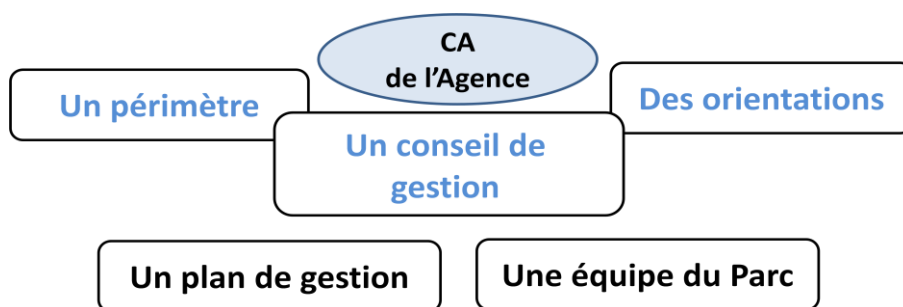 CA
de l’Agence
Un périmètre
Des orientations
Un conseil de
gestion
Un plan de gestion
Une équipe du Parc